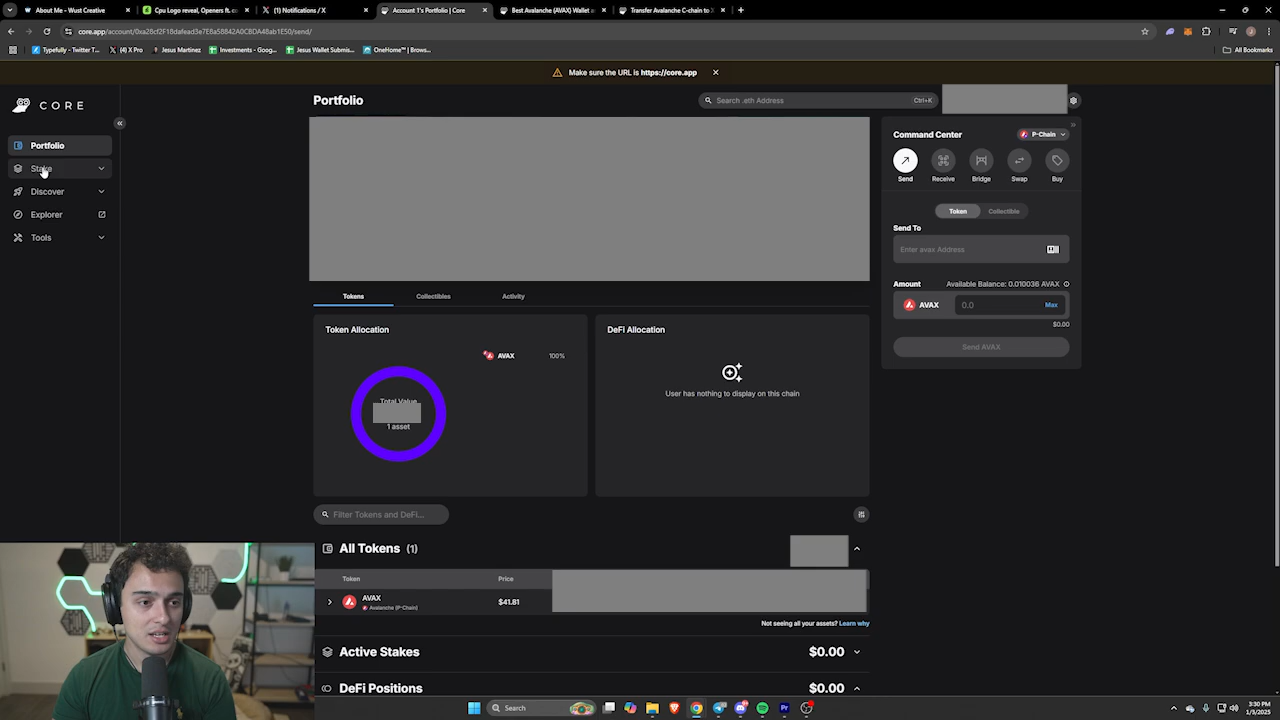 About Me - Wust Creative
Cpu Logo reveal, Openers ft. c
(1) Notifications / X
Account 1's Portfolio | Core
Best Avalanche (AVAX) Wallet a
Transfer Avalanche C-chain to X
core.app/account/0xa28cf2F18dafead3e7E8a58842A0CBDA48ab1E50/send/
Typefully - Twitter T...
(4) X Pro
Jesus Martinez
Investments - Goog...
Jesus Wallet Submis...
OneHome™ | Brows...
All Bookmarks
Make sure the URL is https://core.app
CORE
Portfolio
Stake
Discover
Explorer
Tools
Portfolio
Search .eth Address
Ctrl+K
Tokens
Collectibles
Activity
Token Allocation
AVAX
100%
Total Value
1 asset
DeFi Allocation
User has nothing to display on this chain
Filter Tokens and DeFi...
All Tokens (1)
Token
Price
AVAX
Avalanche (P-Chain)
$41.81
Not seeing all your assets? Learn why
Active Stakes
$0.00
DeFi Positions
$0.00
Command Center
P-Chain
Send
Receive
Bridge
Swap
Buy
Token
Collectible
Send To
Enter avax Address
Amount
Available Balance: 0.010036 AVAX
AVAX
0.0
Max
$0.00
Send AVAX
Search
3:30 PM
1/3/2025